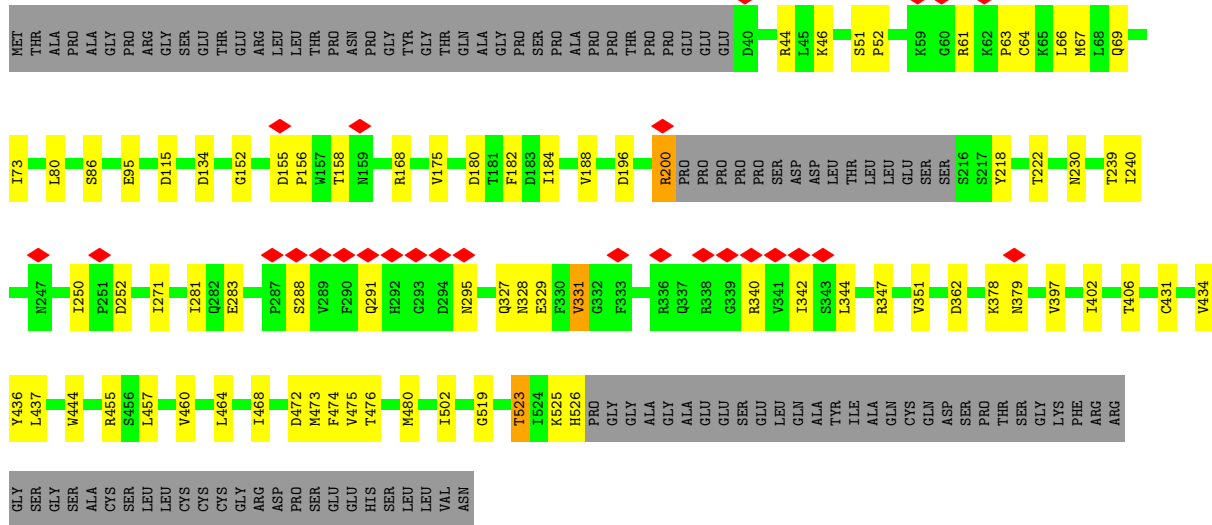 MET THR ALA PRO ALA GLY PRO ARG GLY SER GLU THR GLU ARG LEU LEU THR PRO ASN PRO GLY TYR GLY THR GLN ALA GLY PRO SER PRO ALA PRO PRO THR PRO PRO GLU GLU GLU D40 R44 L45 K46 S51 P52 K59 G60 R61 K62 P63 C64 K65 L66 M67 L68 Q69
I73 L80 S86 E95 D115 D134 G152 D155 P156 W157 T158 N159 R168 V175 D180 T181 F182 D183 I184 V188 D196 R200 PRO PRO PRO PRO PRO SER ASP ASP LEU THR LEU LEU GLU SER SER S216 S217 Y218 T222 N230 T239 I240
N247 I250 P251 D252 I271 I281 Q282 E283 P287 S288 V289 F290 Q291 H292 G293 D294 N295 Q327 N328 E329 F330 V331 G332 F333 R336 Q337 R338 G339 R340 V341 I342 S343 L344 R347 V351 D362 K378 N379 V397 I402 T406 C431 V434
Y436 L437 W444 R455 S456 L457 V460 L464 I468 D472 M473 F474 V475 T476 M480 I502 G519 T523 I524 K525 H526 PRO GLY GLY ALA GLY ALA GLU GLU SER GLU LEU GLN ALA TYR ILE ALA GLN CYS GLN ASP SER PRO THR SER GLY LYS PHE ARG ARG
GLY SER GLY SER ALA CYS SER LEU LEU CYS CYS CYS GLY ARG ASP PRO SER GLU GLU HIS SER LEU LEU VAL ASN